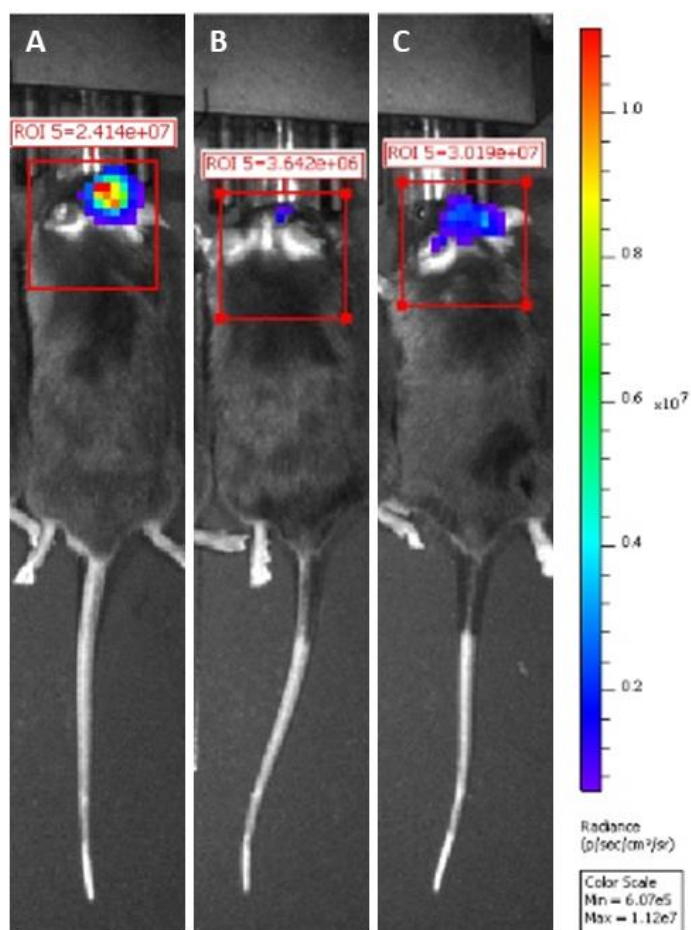 A
B
C
ROI 5=2.414e+07
ROI 5=3.642e+06
ROI 5=3.019e+07
1.0
0.8
0.6
x10⁷
0.4
0.2
Radiance
(p/sec/cm²/sr)
Color Scale
Min = 6.07e5
Max = 1.12e7